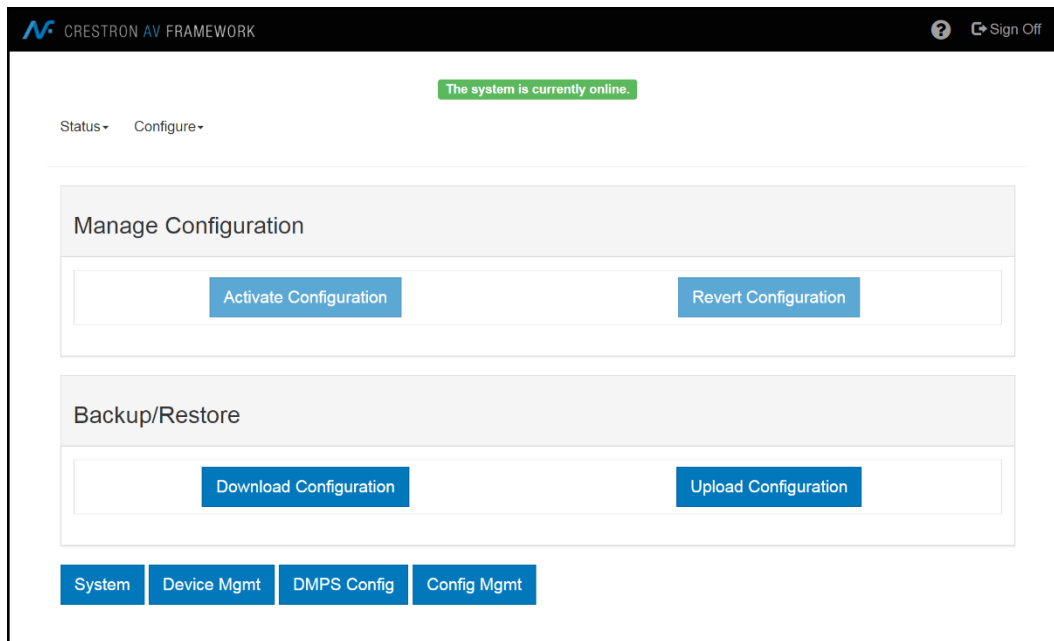 CRESTRON AV FRAMEWORK
Sign Off
The system is currently online.
Status Configure
Manage Configuration
Activate Configuration Revert Configuration
Backup/Restore
Download Configuration Upload Configuration
System Device Mgmt DMPS Config Config Mgmt